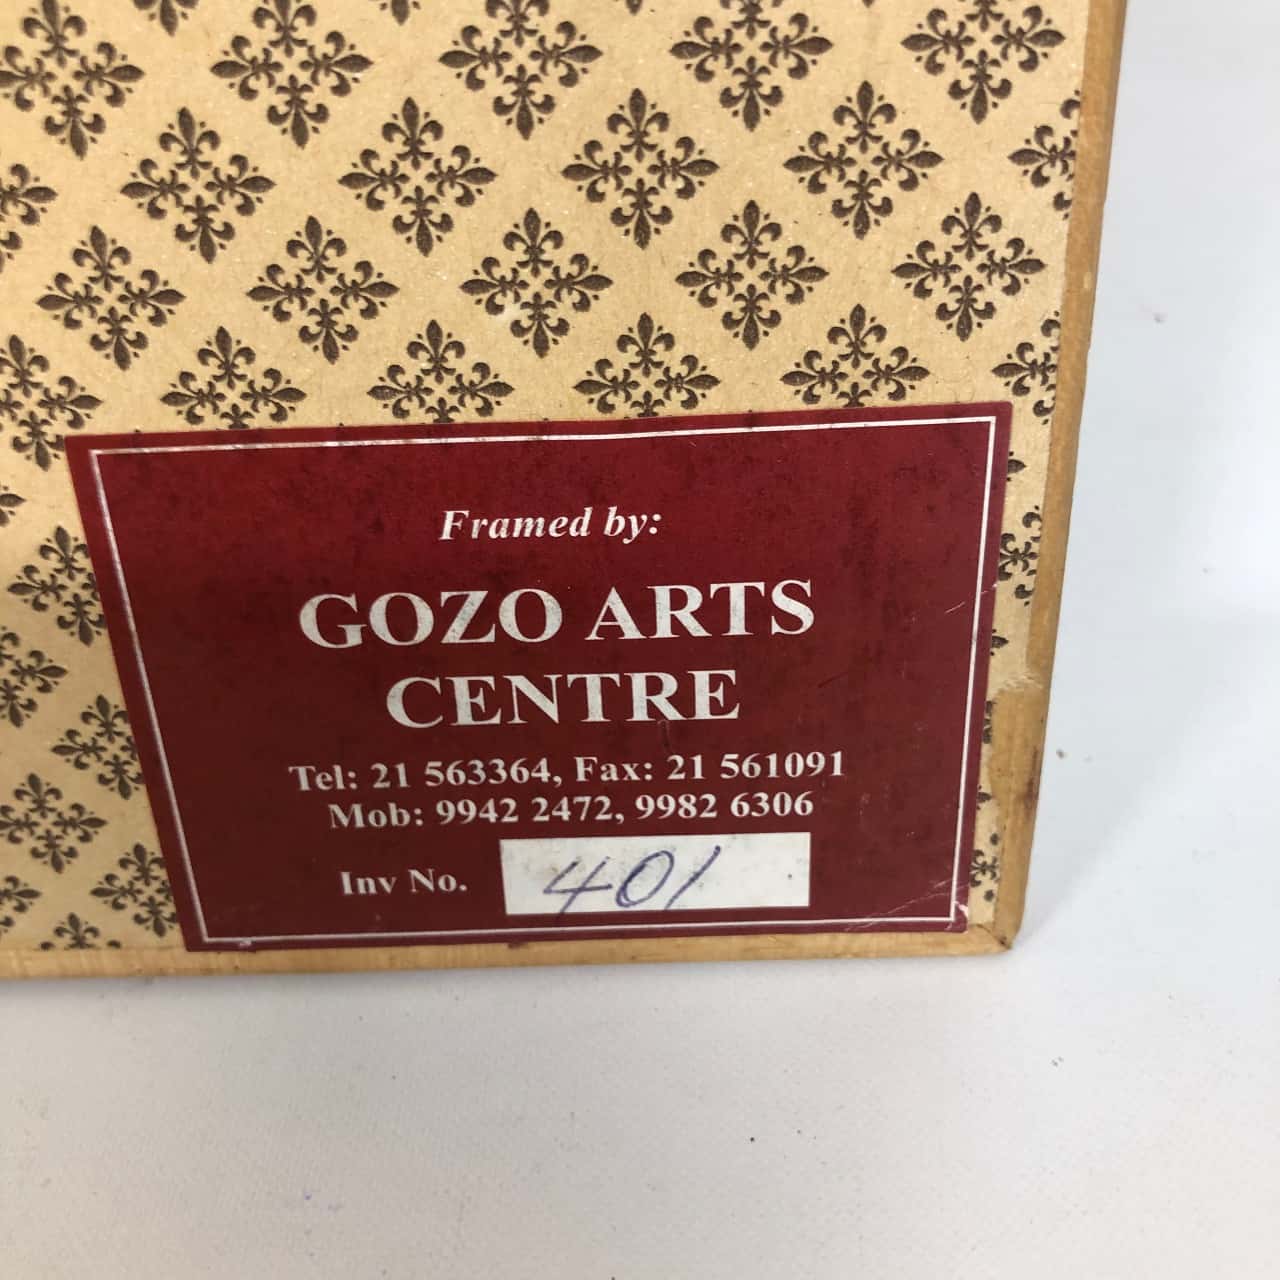 Framed by:
GOZO ARTS
CENTRE
Tel: 21 563364, Fax: 21 561091
Mob: 9942 2472, 9982 6306
Inv No. 401